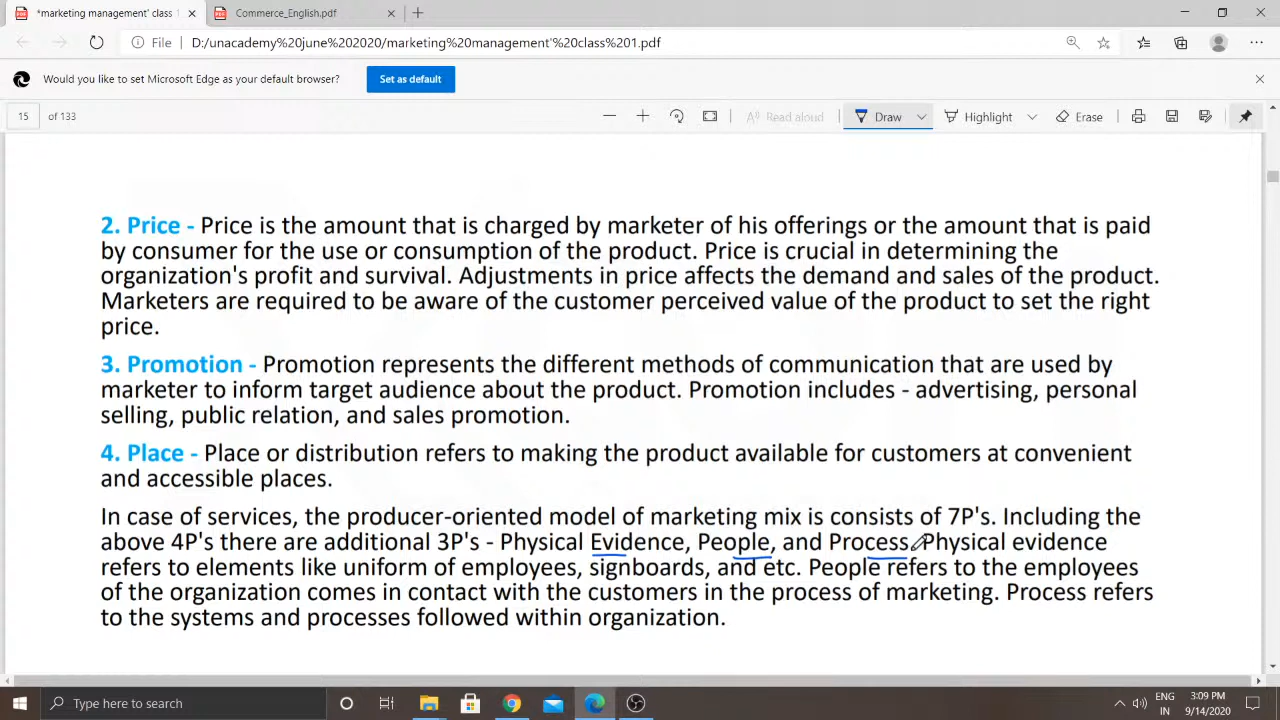 *marketing management' class
Commerce_English.pdf
File
D:/unacademy%20june%202020/marketing%20management'%20class%201.pdf
Would you like to set Microsoft Edge as your default browser?
Set as default
15 of 133
Read aloud
Draw
Highlight
Erase
2. Price - Price is the amount that is charged by marketer of his offerings or the amount that is paid
by consumer for the use or consumption of the product. Price is crucial in determining the
organization's profit and survival. Adjustments in price affects the demand and sales of the product.
Marketers are required to be aware of the customer perceived value of the product to set the right
price.
3. Promotion - Promotion represents the different methods of communication that are used by
marketer to inform target audience about the product. Promotion includes - advertising, personal
selling, public relation, and sales promotion.
4. Place - Place or distribution refers to making the product available for customers at convenient
and accessible places.
In case of services, the producer-oriented model of marketing mix is consists of 7P's. Including the
above 4P's there are additional 3P's - Physical Evidence, People, and Process. Physical evidence
refers to elements like uniform of employees, signboards, and etc. People refers to the employees
of the organization comes in contact with the customers in the process of marketing. Process refers
to the systems and processes followed within organization.
Type here to search
ENG
IN
3:09 PM
9/14/2020